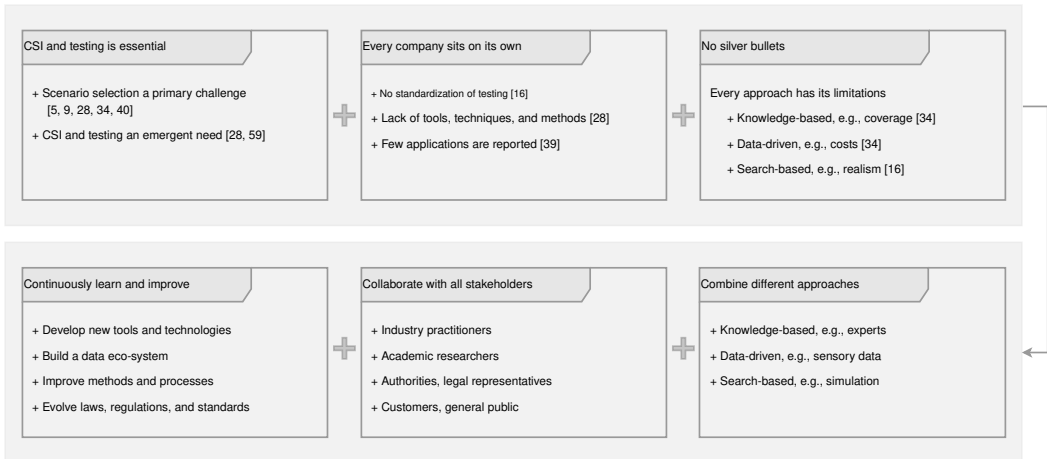 CSI and testing is essential
+ Scenario selection a primary challenge
[5, 9, 28, 34, 40]
+ CSI and testing an emergent need [28, 59]
Every company sits on its own
+ No standardization of testing [16]
+ Lack of tools, techniques, and methods [28]
+ Few applications are reported [39]
No silver bullets
Every approach has its limitations
+ Knowledge-based, e.g., coverage [34]
+ Data-driven, e.g., costs [34]
+ Search-based, e.g., realism [16]
Continuously learn and improve
+ Develop new tools and technologies
+ Build a data eco-system
+ Improve methods and processes
+ Evolve laws, regulations, and standards
Collaborate with all stakeholders
+ Industry practitioners
+ Academic researchers
+ Authorities, legal representatives
+ Customers, general public
Combine different approaches
+ Knowledge-based, e.g., experts
+ Data-driven, e.g., sensory data
+ Search-based, e.g., simulation